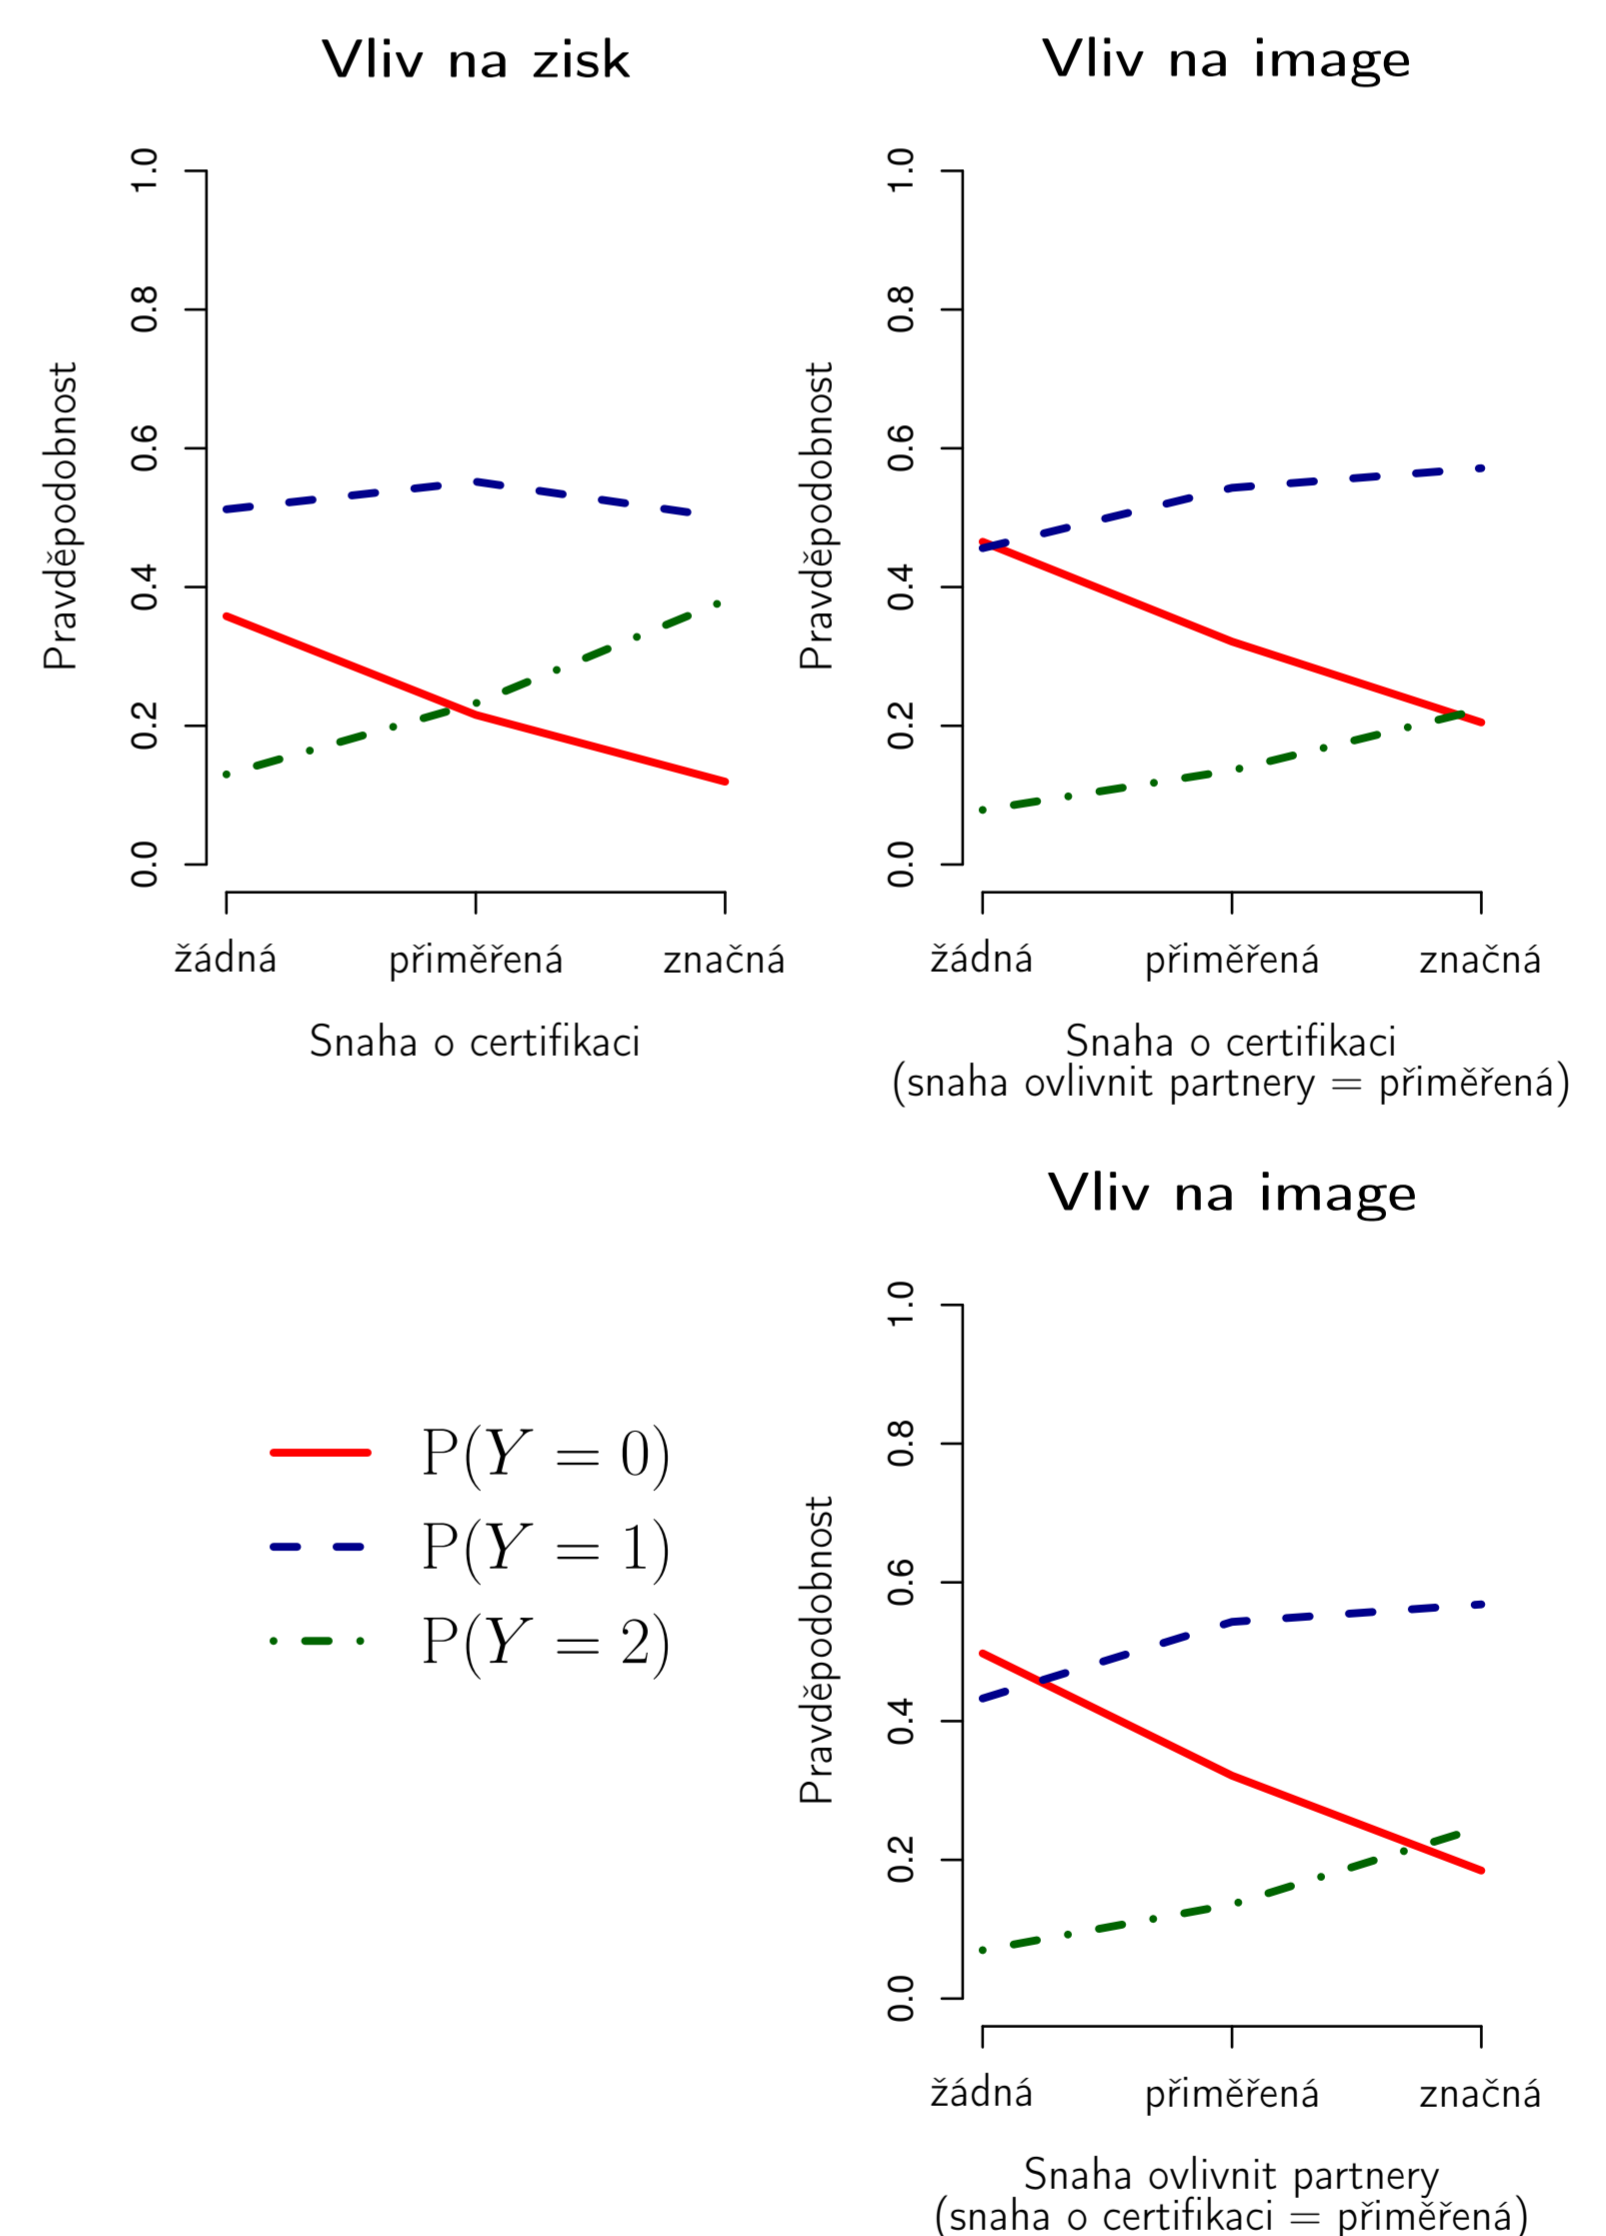 Vliv na zisk
Pravděpodobnost
1.0
0.8
0.6
0.4
0.2
0.0
žádná přiměřená značná
Snaha o certifikaci
Vliv na image
Pravděpodobnost
1.0
0.8
0.6
0.4
0.2
0.0
žádná přiměřená značná
Snaha o certifikaci
(snaha ovlivnit partnery = přiměřená)
P(Y = 0)
P(Y = 1)
P(Y = 2)
Vliv na image
Pravděpodobnost
1.0
0.8
0.6
0.4
0.2
0.0
žádná přiměřená značná
Snaha ovlivnit partnery
(snaha o certifikaci = přiměřená)